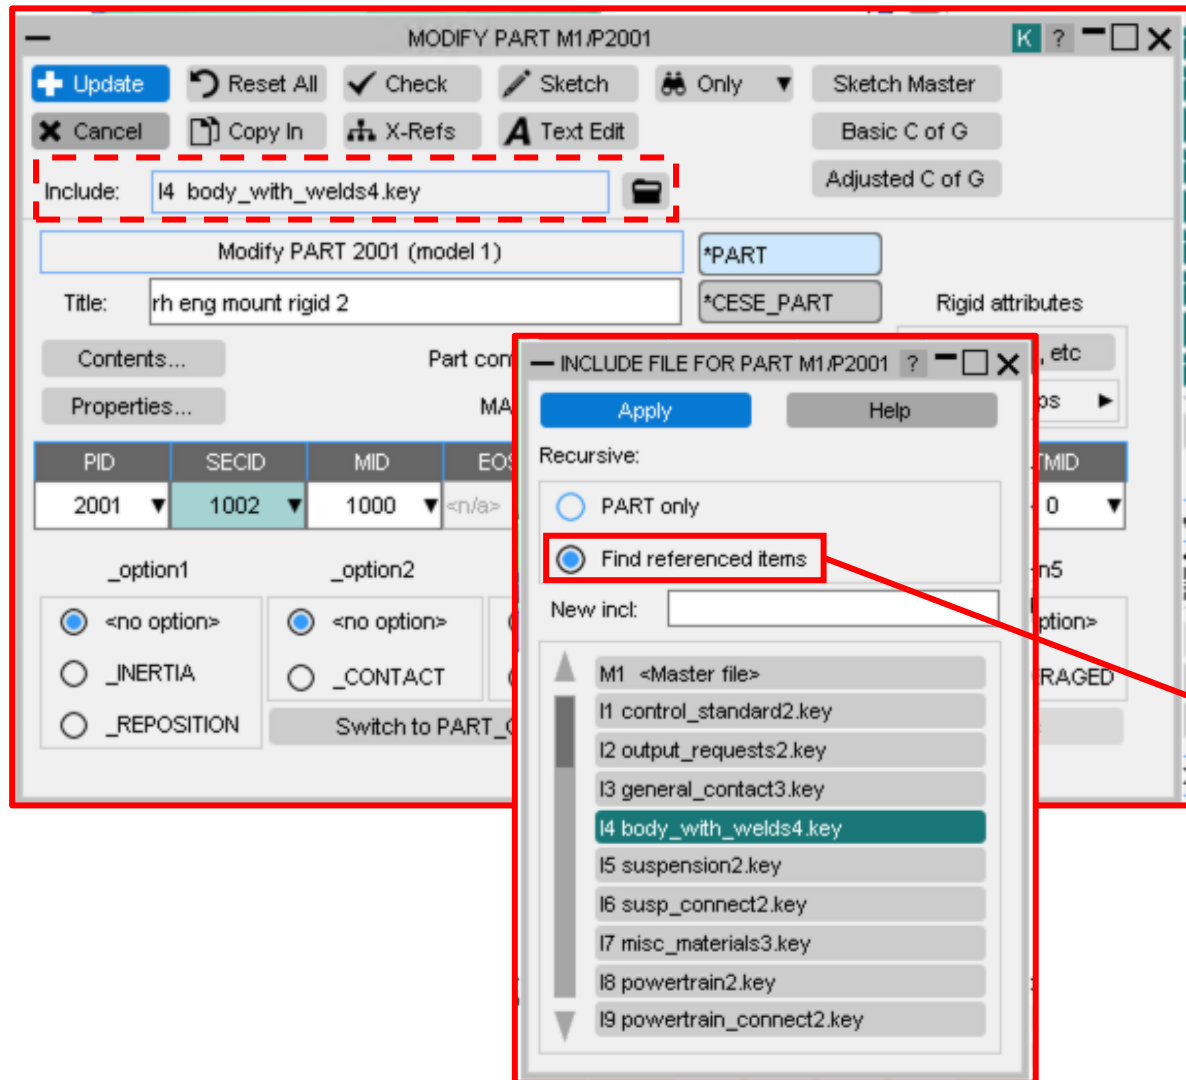 MODIFY PART M1/P2001
K ?
Update Reset All Check Sketch Only Sketch Master
Cancel Copy In X-Refs A Text Edit Basic C of G
Adjusted C of G
Include: I4 body_with_welds4.key
Modify PART 2001 (model 1) *PART
Title: rh eng mount rigid 2 *CESE_PART Rigid attributes
Contents... Part com , etc
Properties... MA ps
PID SECID MID EOS TMID
2001 1002 1000 <n/a> 0
_option1 _option2 n5
<no option> <no option> ption>
_INERTIA _CONTACT RAGED
_REPOSITION Switch to PART_C
INCLUDE FILE FOR PART M1/P2001 ?
Apply Help
Recursive:
PART only
Find referenced items
New incl:
M1 <Master file>
I1 control_standard2.key
I2 output_requests2.key
I3 general_contact3.key
I4 body_with_welds4.key
I5 suspension2.key
I6 susp_connect2.key
I7 misc_materials3.key
I8 powertrain2.key
I9 powertrain_connect2.key